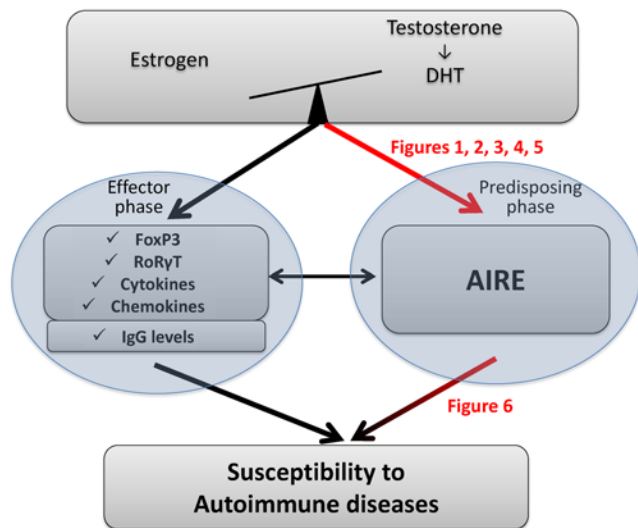 Estrogen
Testosterone
↓
DHT
Figures 1, 2, 3, 4, 5
Effector
phase
Predisposing
phase
✓ FoxP3
✓ RoRγT
✓ Cytokines
✓ Chemokines
✓ IgG levels
AIRE
Figure 6
Susceptibility to
Autoimmune diseases